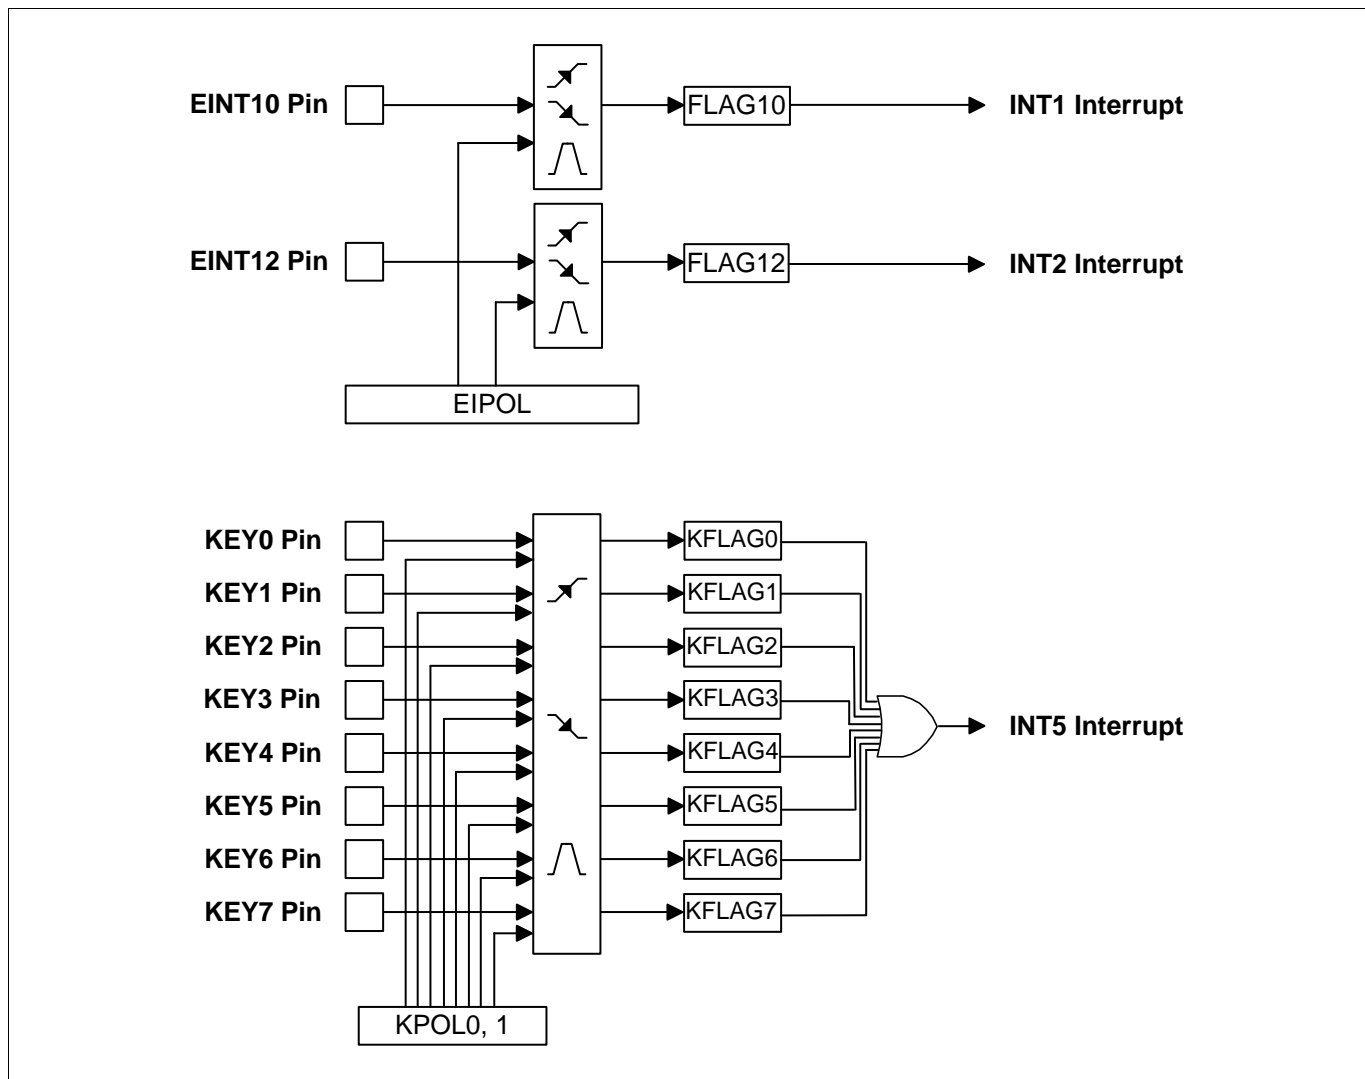 EINT10 Pin
FLAG10
INT1 Interrupt
EINT12 Pin
FLAG12
INT2 Interrupt
EIPOL
KEY0 Pin
KFLAG0
KEY1 Pin
KFLAG1
KEY2 Pin
KFLAG2
KEY3 Pin
KFLAG3
INT5 Interrupt
KEY4 Pin
KFLAG4
KEY5 Pin
KFLAG5
KEY6 Pin
KFLAG6
KEY7 Pin
KFLAG7
KPOL0, 1